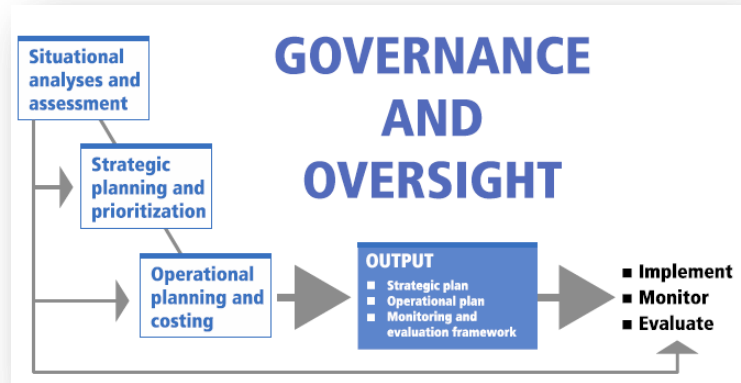 Situational
analyses and
assessment
GOVERNANCE
AND
OVERSIGHT
Strategic
planning and
prioritization
Operational
planning and
costing
OUTPUT
■ Strategic plan
■ Operational plan
■ Monitoring and
evaluation framework
■ Implement
■ Monitor
■ Evaluate